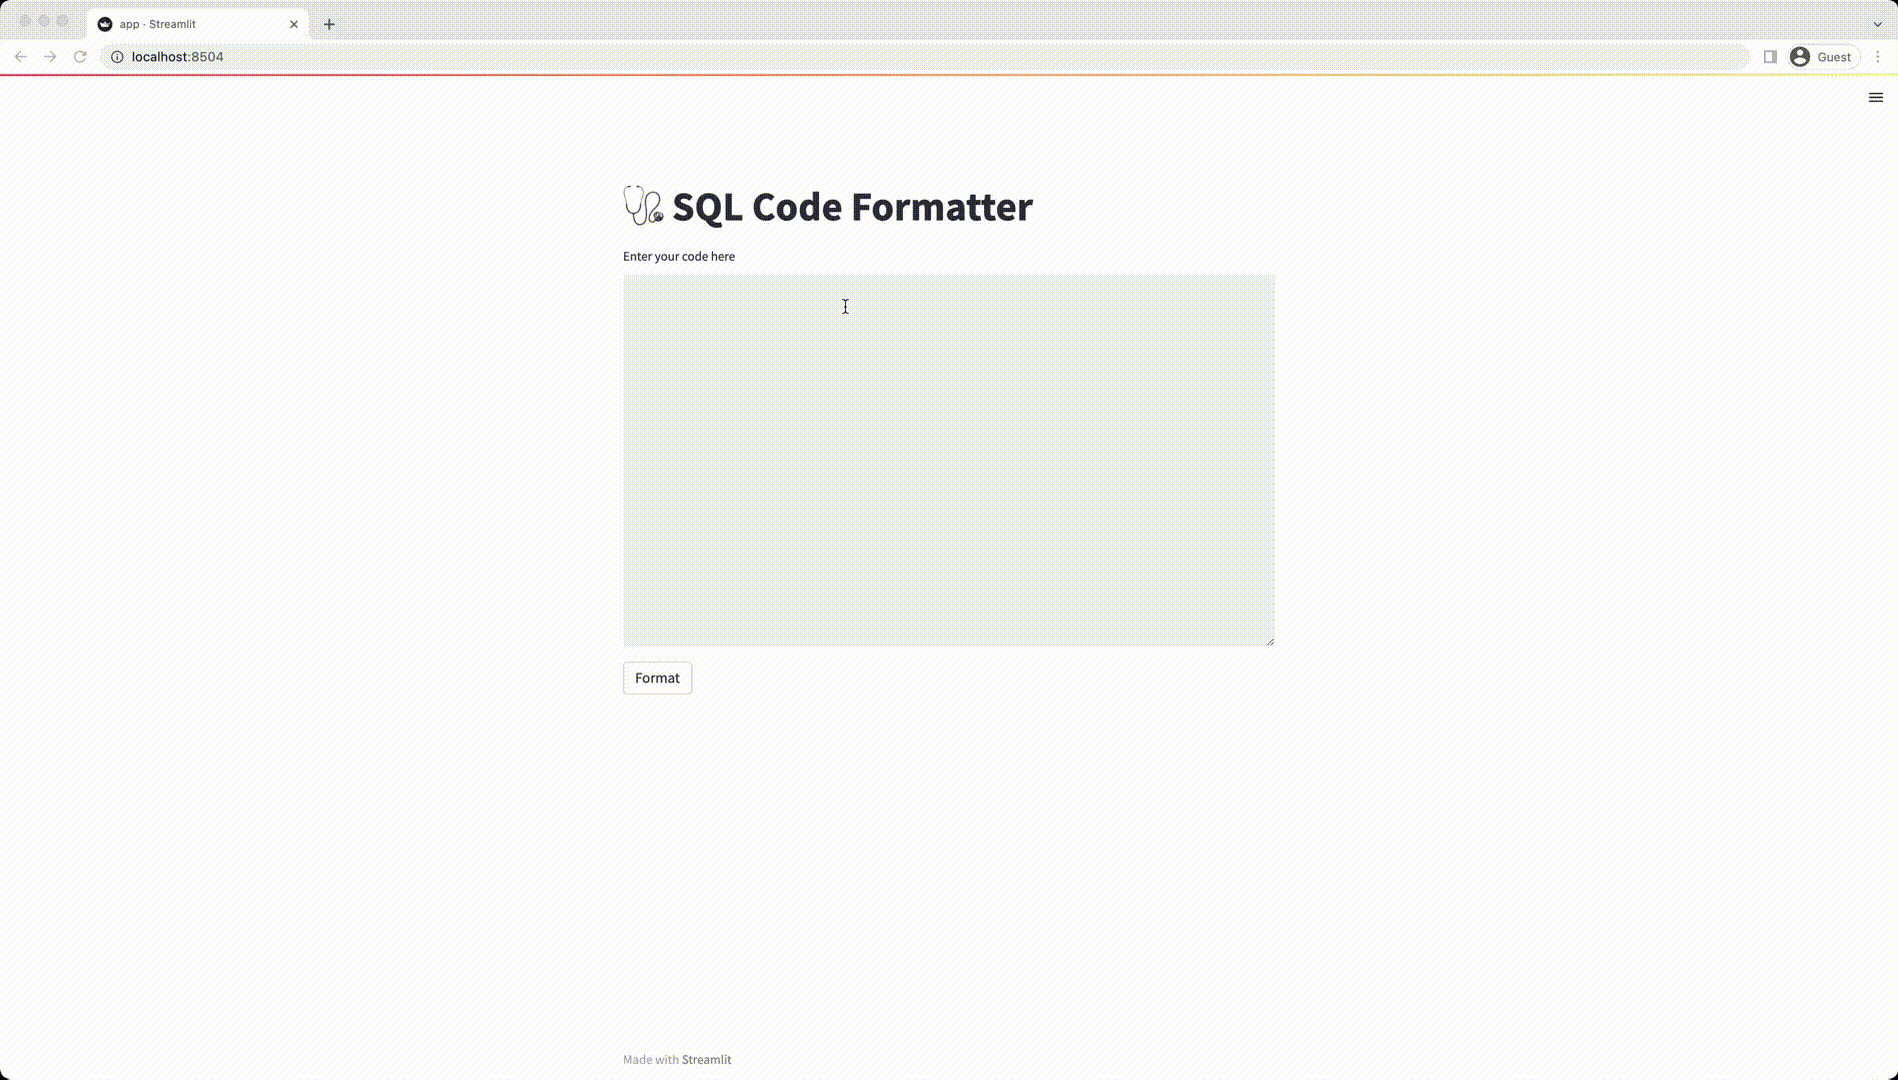 app · Streamlit
localhost:8504
Guest
SQL Code Formatter
Enter your code here
Format
Made with Streamlit